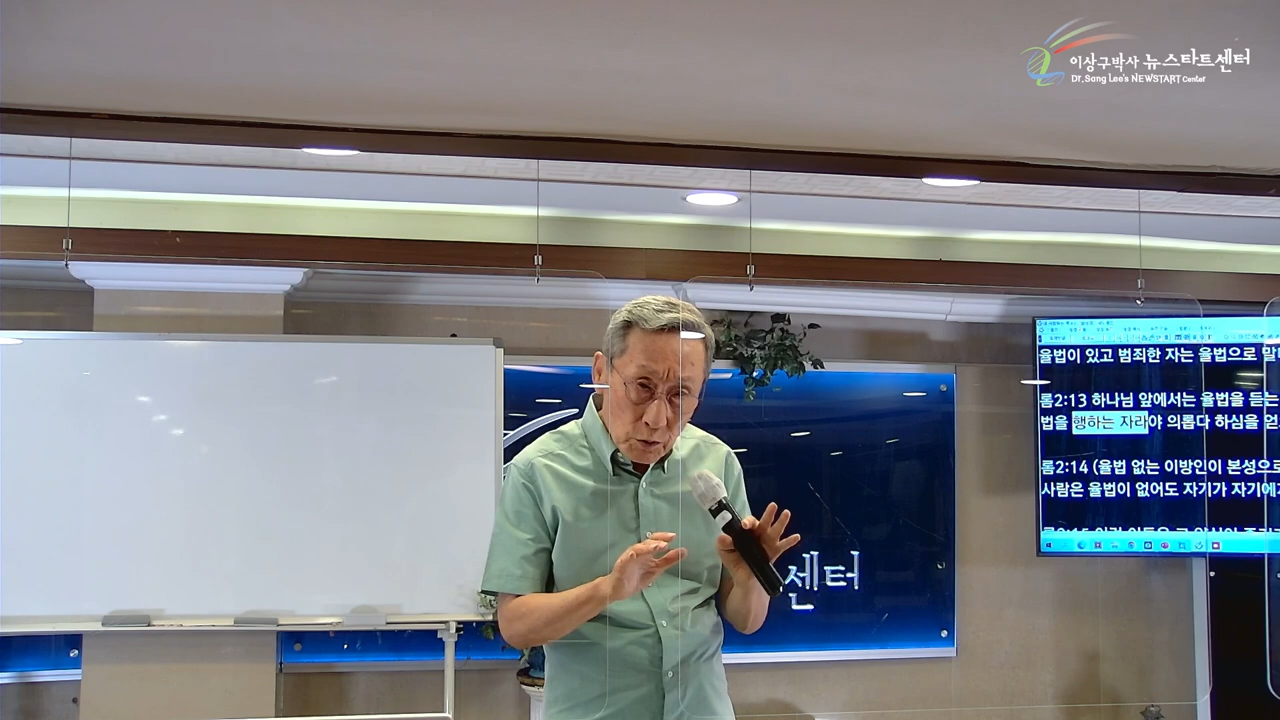 이상구박사 뉴스타트센터
Dr. Sang Lee's NEWSTART Center
율법이 있고 범죄한 자는 율법으로
롬2:13 하나님 앞에서는 율법을 듣는
법을 행하는 자라야 의롭다 하심을
롬2:14 (율법 없는 이방인이 본성으로
사람은 율법이 없어도 자기가 자기에게
센터